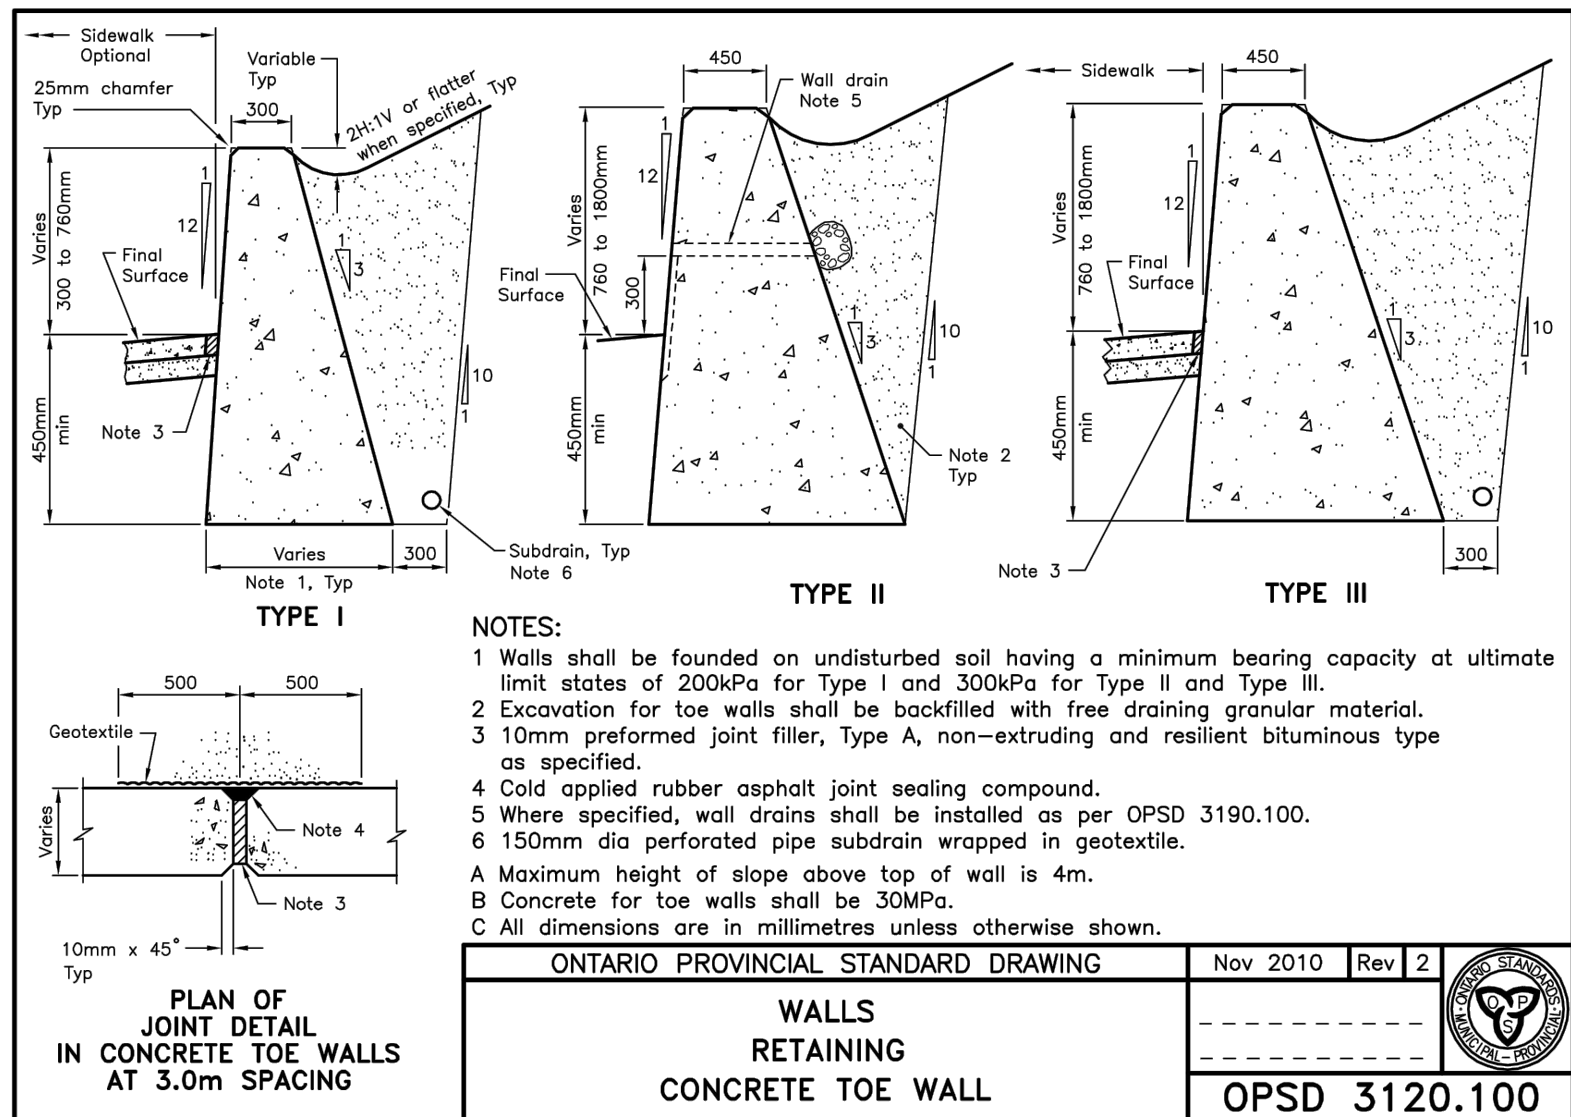 Sidewalk
Optional
25mm chamfer
Typ
Variable
Typ
300
2H:1V or flatter
when specified, Typ
Varies
300 to 760mm
1
12
1
3
Final
Surface
450mm
min
Note 3
10
1
Varies
Note 1, Typ
300
Subdrain, Typ
Note 6
TYPE I
450
Wall drain
Note 5
Varies
760 to 1800mm
1
12
Final
Surface
300
450mm
min
1
3
10
1
Note 2
Typ
TYPE II
Sidewalk
450
Varies
760 to 1800mm
1
12
Final
Surface
450mm
min
1
3
10
1
Note 3
300
TYPE III
500
500
Geotextile
Varies
Note 4
Note 3
10mm x 45°
Typ
PLAN OF
JOINT DETAIL
IN CONCRETE TOE WALLS
AT 3.0m SPACING
NOTES:
1 Walls shall be founded on undisturbed soil having a minimum bearing capacity at ultimate
limit states of 200kPa for Type I and 300kPa for Type II and Type III.
2 Excavation for toe walls shall be backfilled with free draining granular material.
3 10mm preformed joint filler, Type A, non-extruding and resilient bituminous type
as specified.
4 Cold applied rubber asphalt joint sealing compound.
5 Where specified, wall drains shall be installed as per OPSD 3190.100.
6 150mm dia perforated pipe subdrain wrapped in geotextile.
A Maximum height of slope above top of wall is 4m.
B Concrete for toe walls shall be 30MPa.
C All dimensions are in millimetres unless otherwise shown.
ONTARIO PROVINCIAL STANDARD DRAWING
Nov 2010
Rev
2
WALLS
RETAINING
CONCRETE TOE WALL
ONTARIO STANDARDS
MUNICIPAL-PROVINCIAL
O P
S
OPSD 3120.100